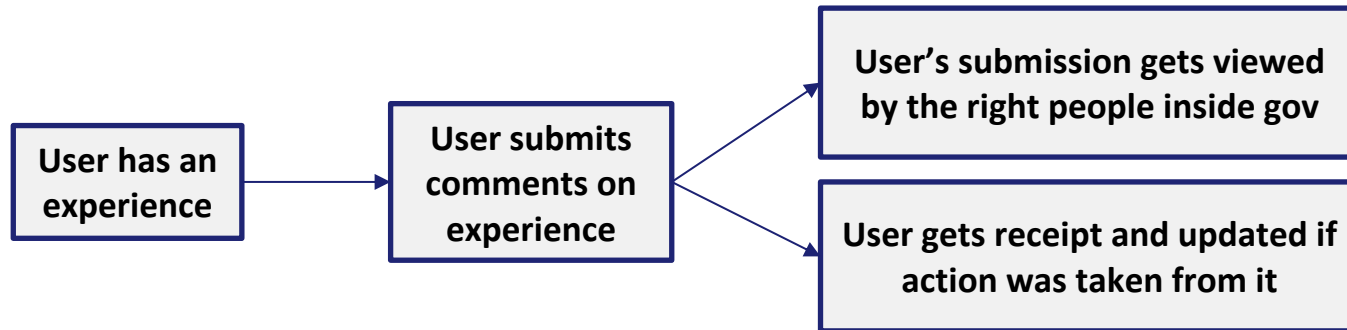 User has an
experience
User submits
comments on
experience
User’s submission gets viewed
by the right people inside gov
User gets receipt and updated if
action was taken from it